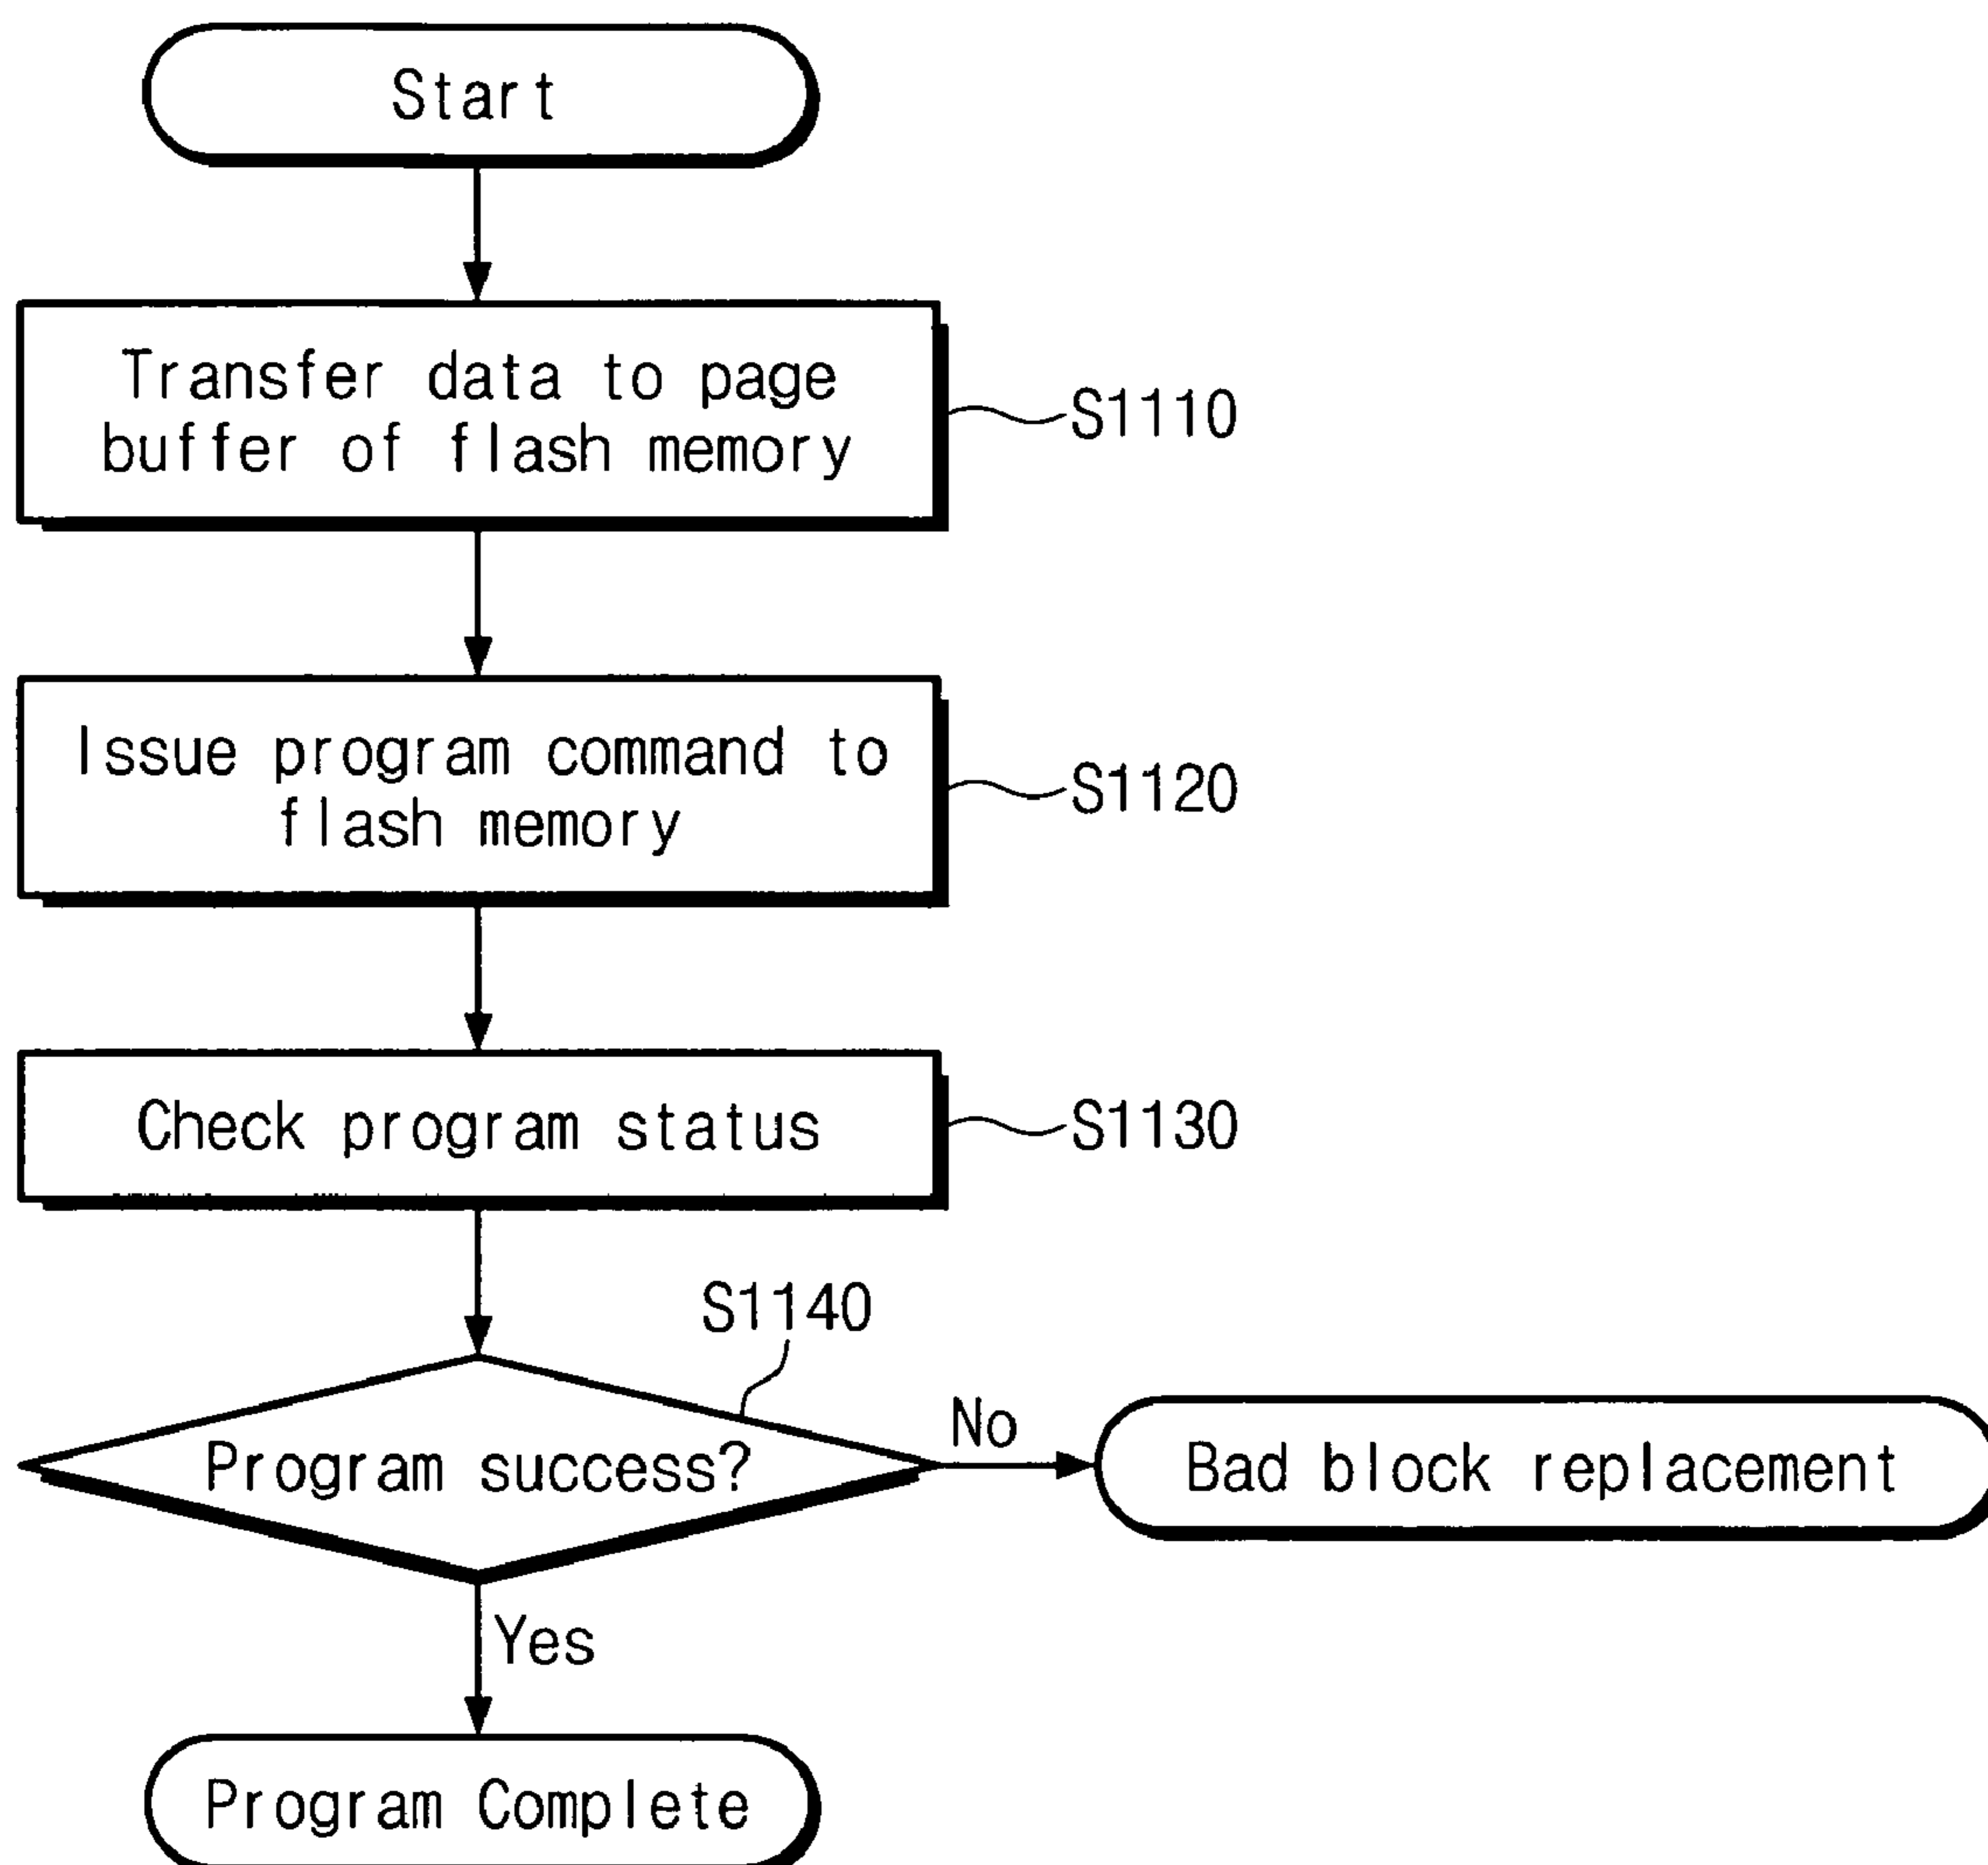 Start
Transfer data to page
buffer of flash memory
S1110
Issue program command to
flash memory
S1120
Check program status
S1130
S1140
Program success?
No
Bad block replacement
Yes
Program Complete